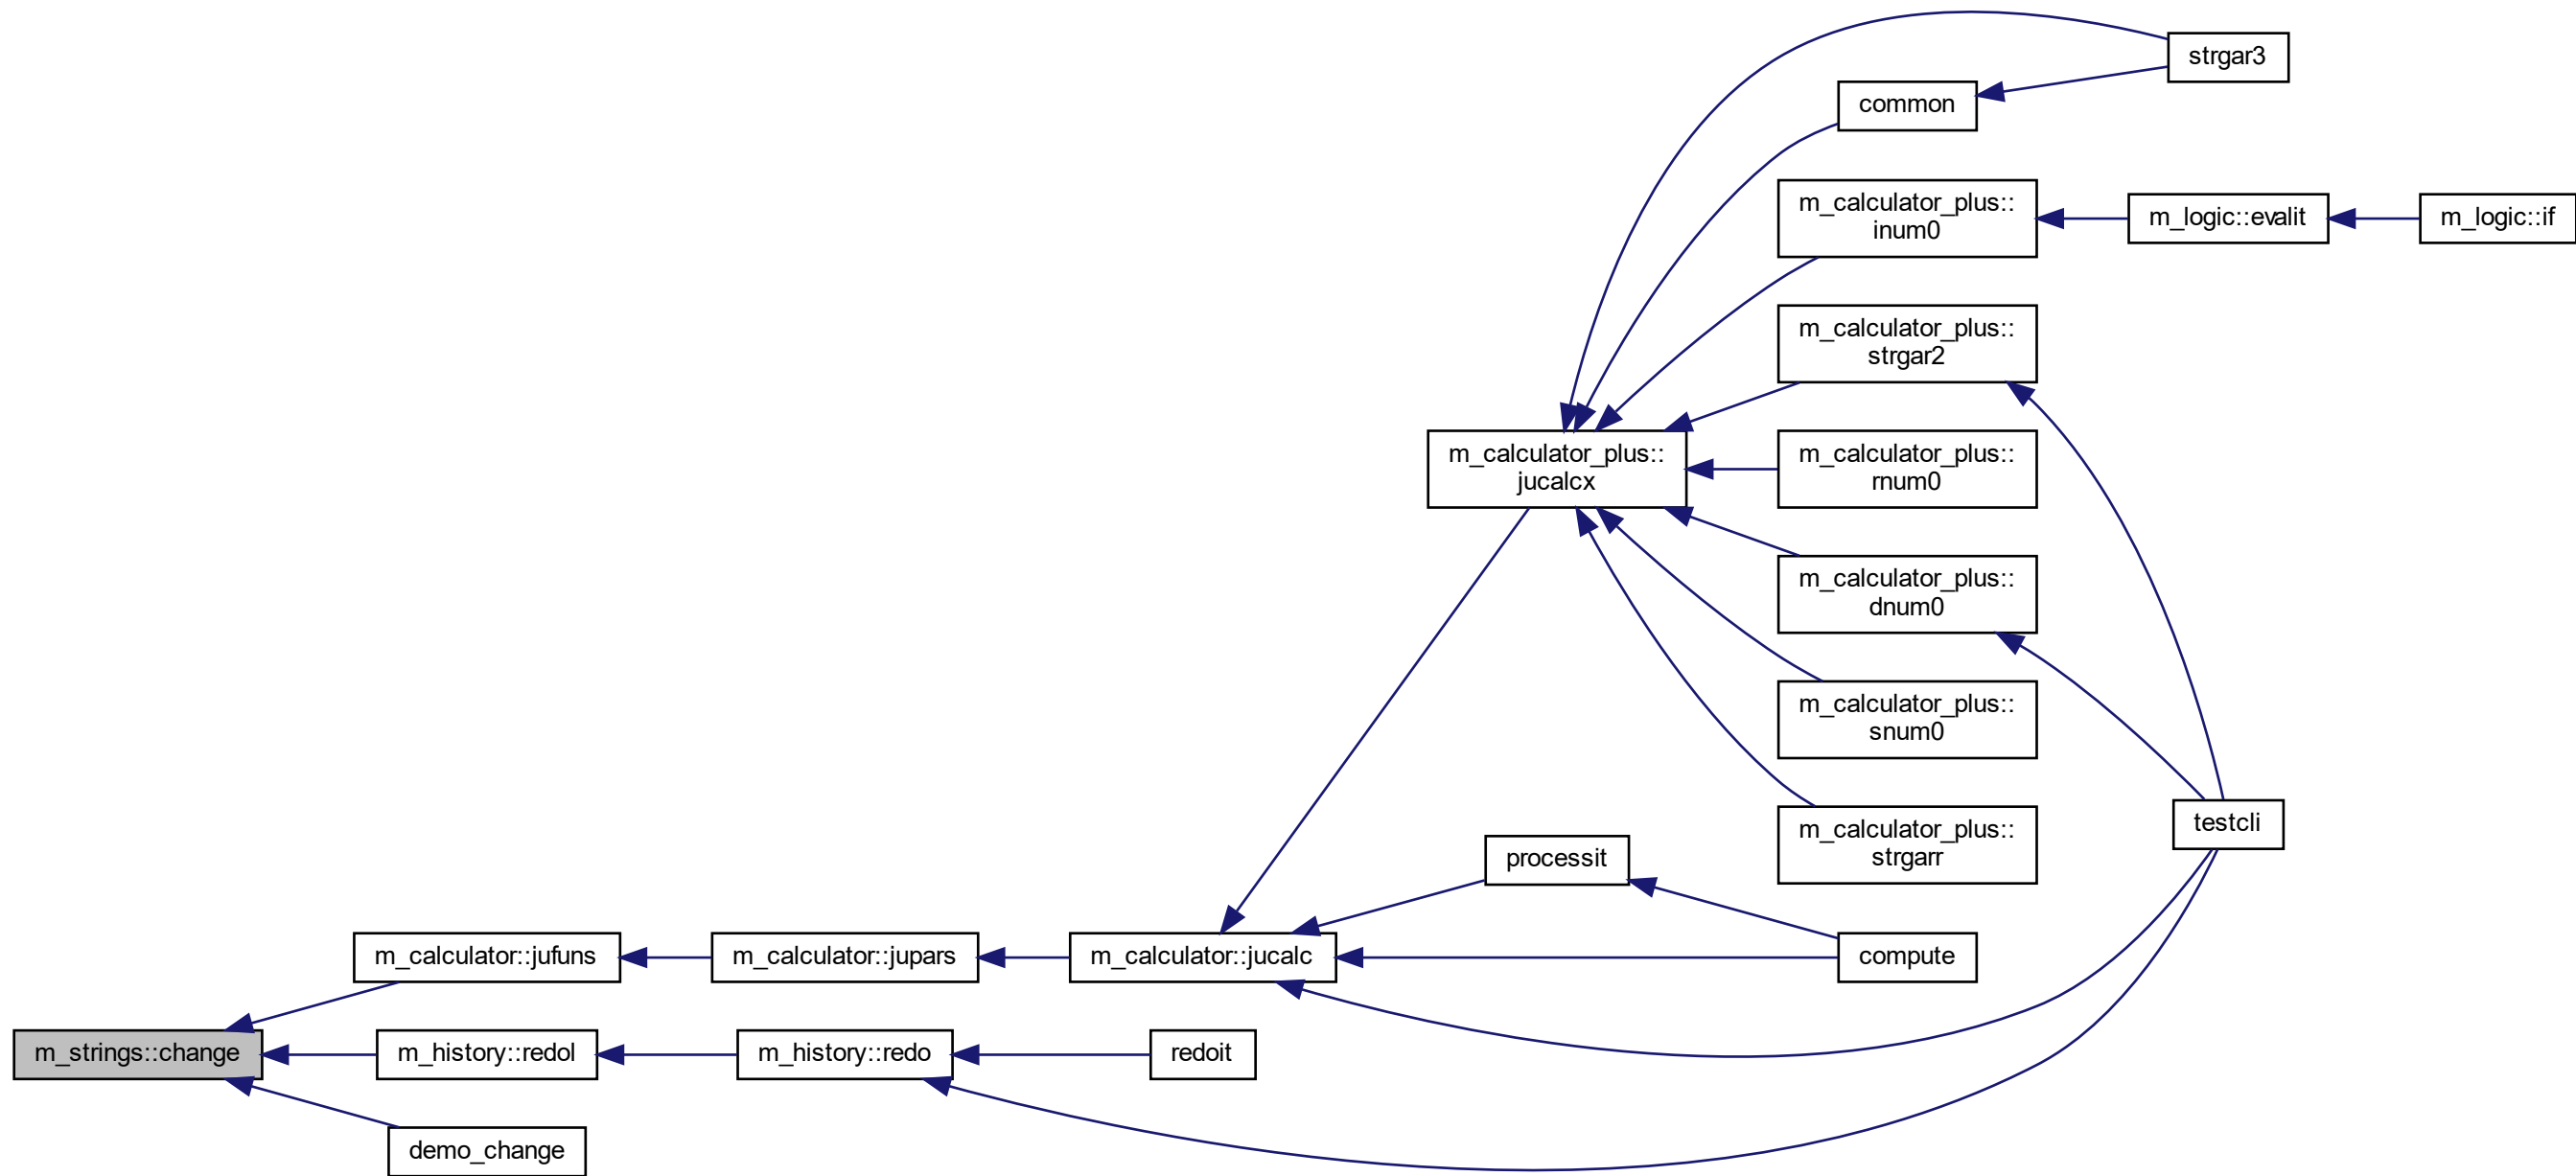 strgar3
common
m_calculator_plus::
inum0
m_logic::evalit
m_logic::if
m_calculator_plus::
strgar2
m_calculator_plus::
jucalcx
m_calculator_plus::
rnum0
m_calculator_plus::
dnum0
m_calculator_plus::
snum0
m_calculator_plus::
strgarr
testcli
processit
m_calculator::jufuns
m_calculator::jupars
m_calculator::jucalc
compute
m_strings::change
m_history::redol
m_history::redo
redoit
demo_change